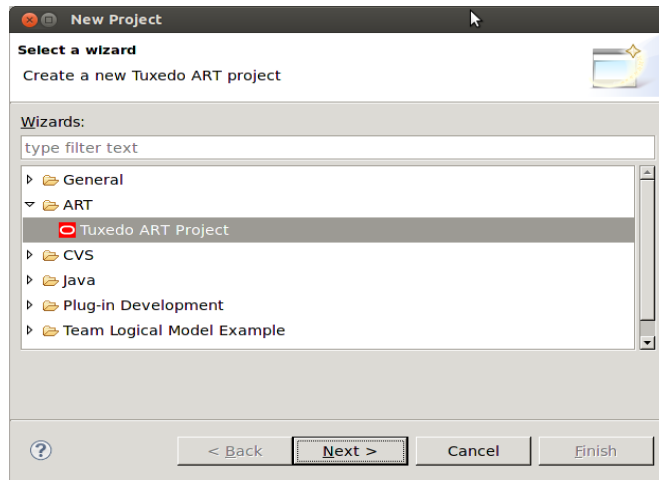 New Project
Select a wizard
Create a new Tuxedo ART project
Wizards:
type filter text
General
ART
Tuxedo ART Project
CVS
Java
Plug-in Development
Team Logical Model Example
?
< Back
Next >
Cancel
Finish